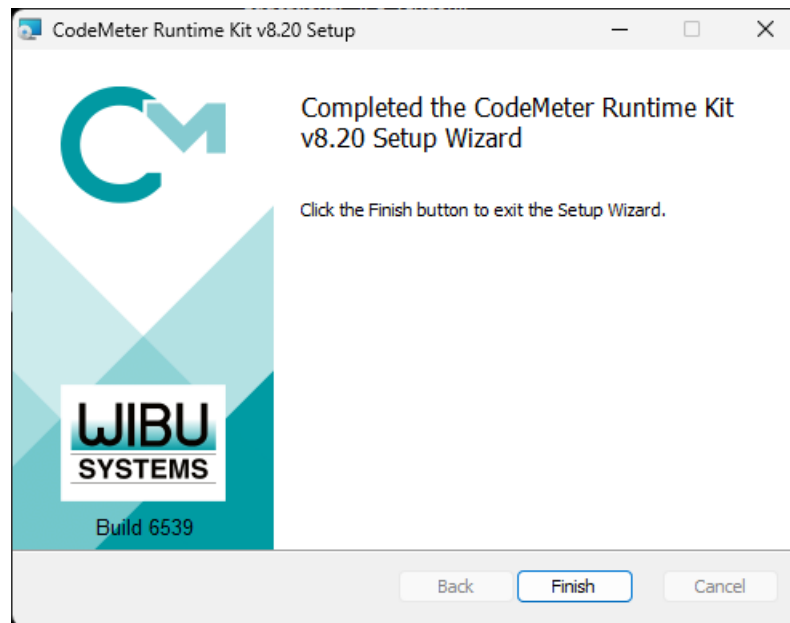 CodeMeter Runtime Kit v8.20 Setup
Completed the CodeMeter Runtime Kit
v8.20 Setup Wizard
Click the Finish button to exit the Setup Wizard.
CM
WIBU
SYSTEMS
Build 6539
Back
Finish
Cancel